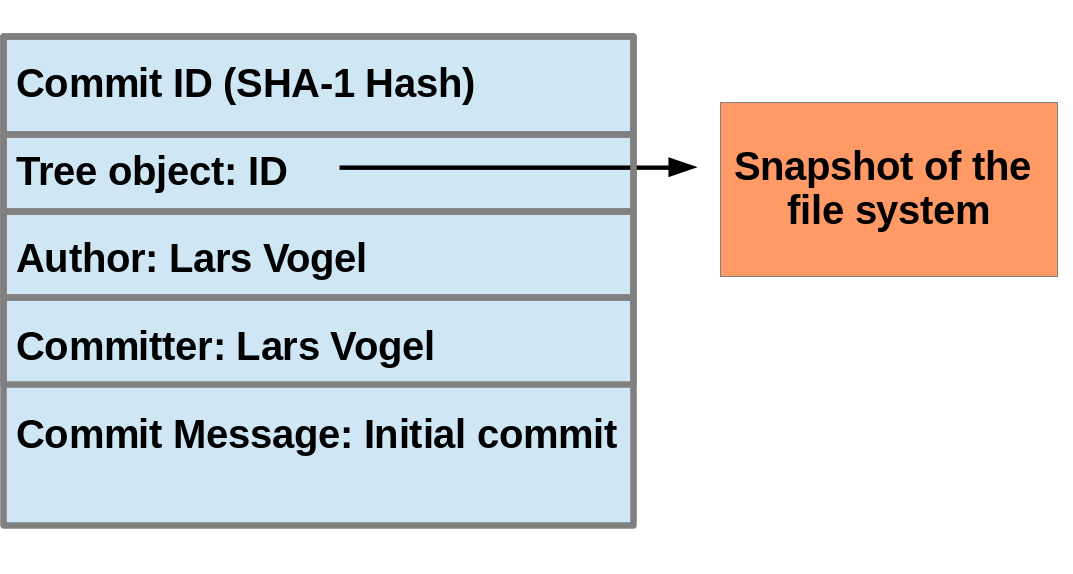 Commit ID (SHA-1 Hash)
Tree object: ID
Snapshot of the
file system
Author: Lars Vogel
Committer: Lars Vogel
Commit Message: Initial commit